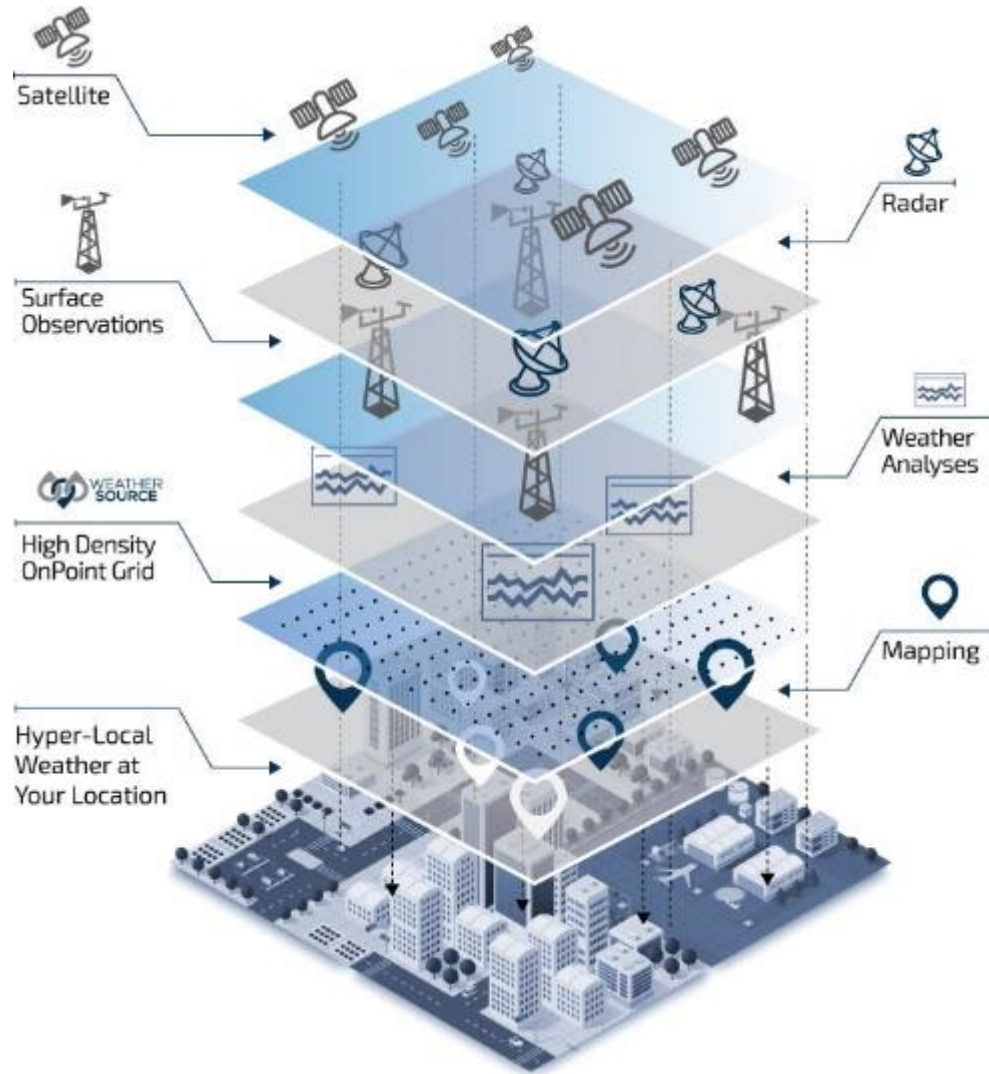 Satellite
Radar
Surface
Observations
Weather
Analyses
WEATHER
SOURCE
High Density
OnPoint Grid
Mapping
Hyper-Local
Weather at
Your Location